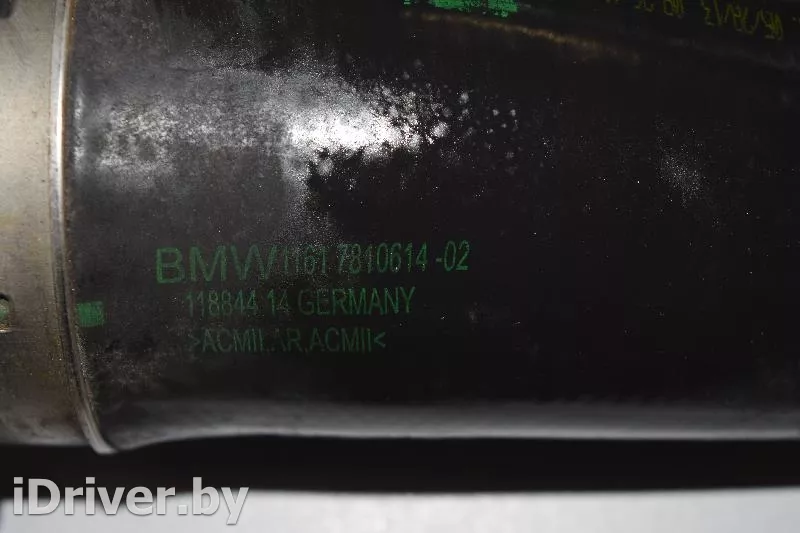 BMW 1161 7810614-02
118844 14 GERMANY
>ACMII.AR,ACMII<
iDriver.by